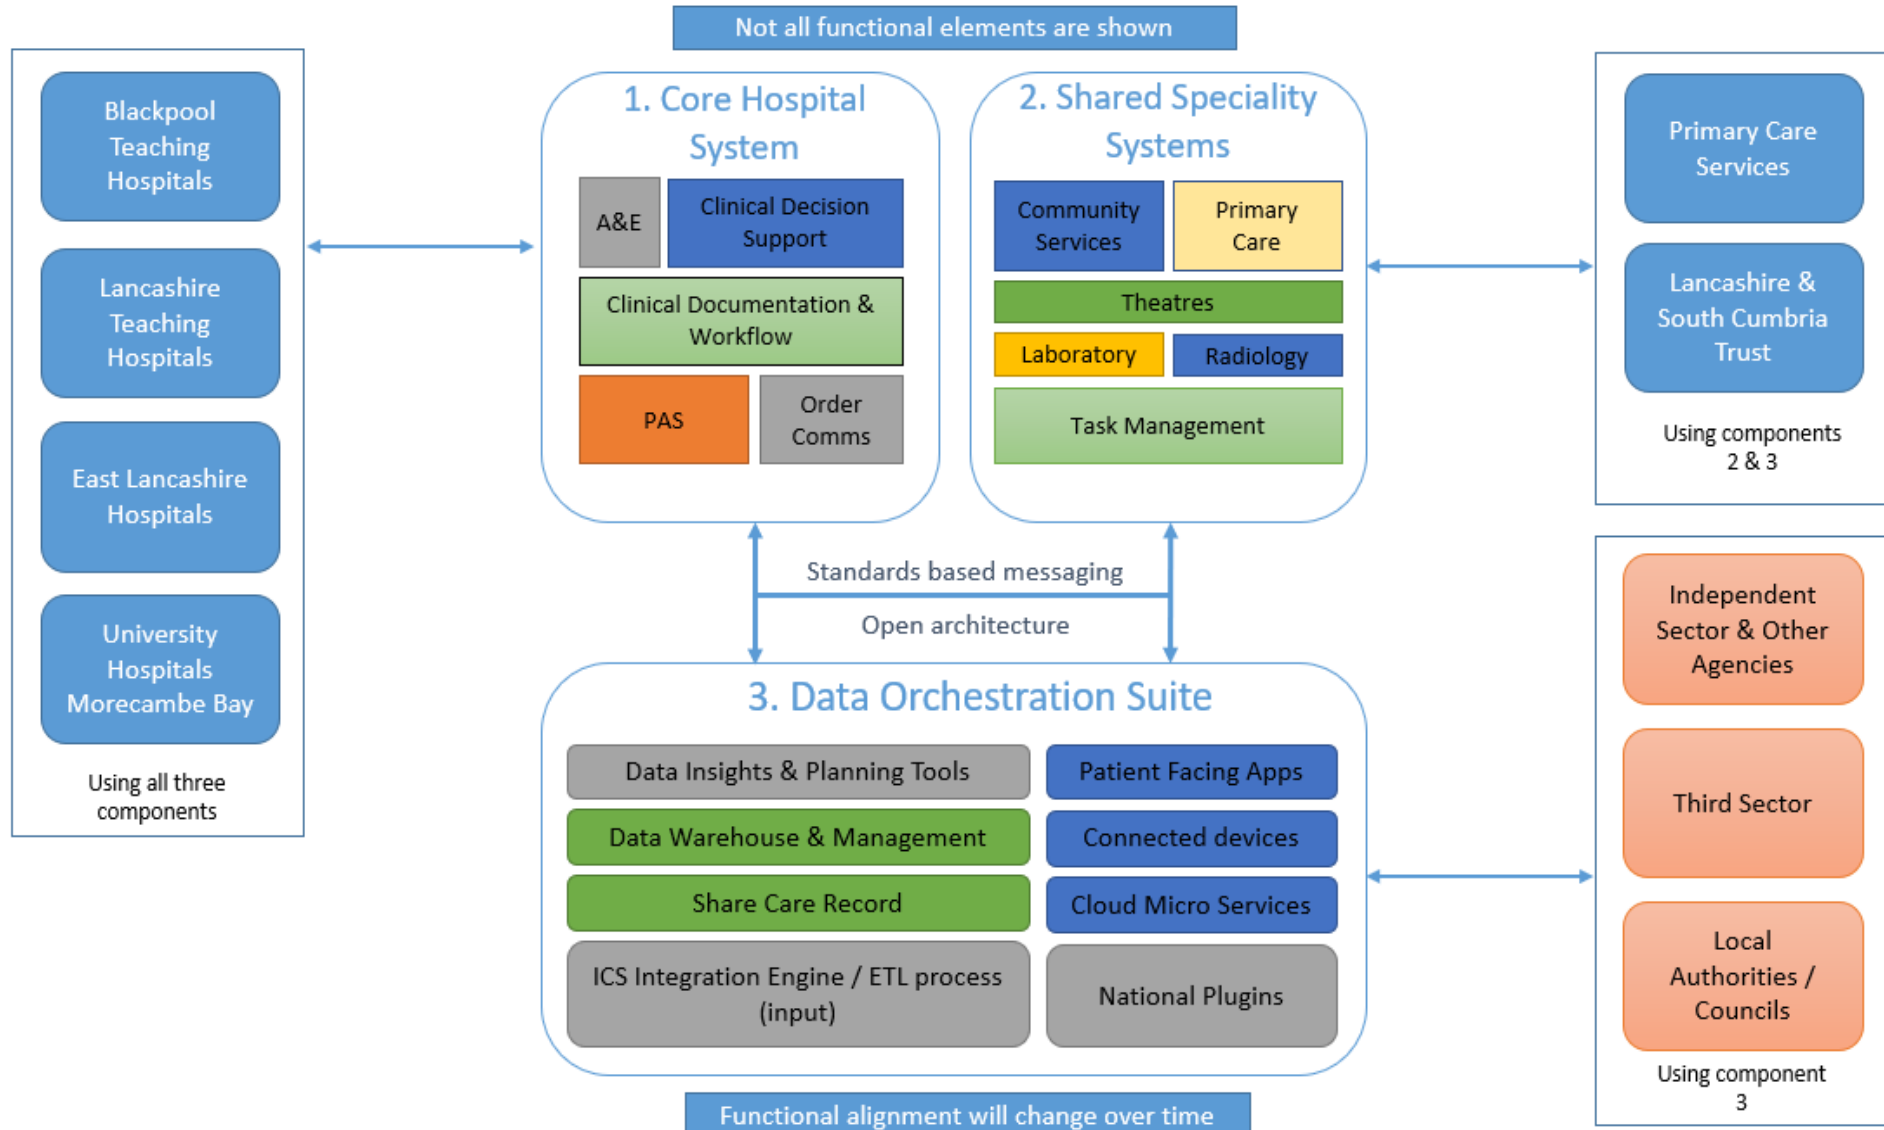 Not all functional elements are shown
Blackpool
Teaching
Hospitals
Lancashire
Teaching
Hospitals
East Lancashire
Hospitals
University
Hospitals
Morecambe Bay
Using all three
components
1. Core Hospital
System
A&E
Clinical Decision
Support
Clinical Documentation &
Workflow
PAS
Order
Comms
2. Shared Speciality
Systems
Community
Services
Primary
Care
Theatres
Laboratory
Radiology
Task Management
Primary Care
Services
Lancashire &
South Cumbria
Trust
Using components
2 & 3
Standards based messaging
Open architecture
3. Data Orchestration Suite
Data Insights & Planning Tools
Patient Facing Apps
Data Warehouse & Management
Connected devices
Share Care Record
Cloud Micro Services
ICS Integration Engine / ETL process
(input)
National Plugins
Independent
Sector & Other
Agencies
Third Sector
Local
Authorities /
Councils
Using component
3
Functional alignment will change over time